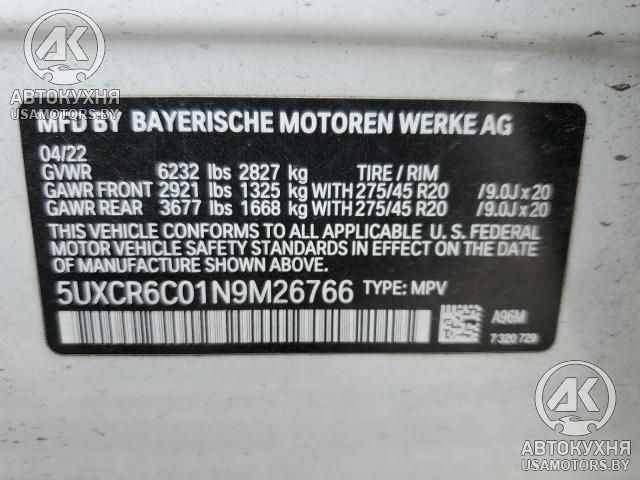 АК
АВТОКУХНЯ
USAMOTORS.BY
MFD BY BAYERISCHE MOTOREN WERKE AG
04/22
GVWR 6232 lbs 2827 kg TIRE / RIM
GAWR FRONT 2921 lbs 1325 kg WITH 275/45 R20 /9.0J x 20
GAWR REAR 3677 lbs 1668 kg WITH 275/45 R20 /9.0J x 20
THIS VEHICLE CONFORMS TO ALL APPLICABLE U. S. FEDERAL
MOTOR VEHICLE SAFETY STANDARDS IN EFFECT ON THE
DATE OF MANUFACTURE SHOWN ABOVE.
5UXCR6C01N9M26766 TYPE: MPV
A96M
7 320 729
АК
АВТОКУХНЯ
USAMOTORS.BY